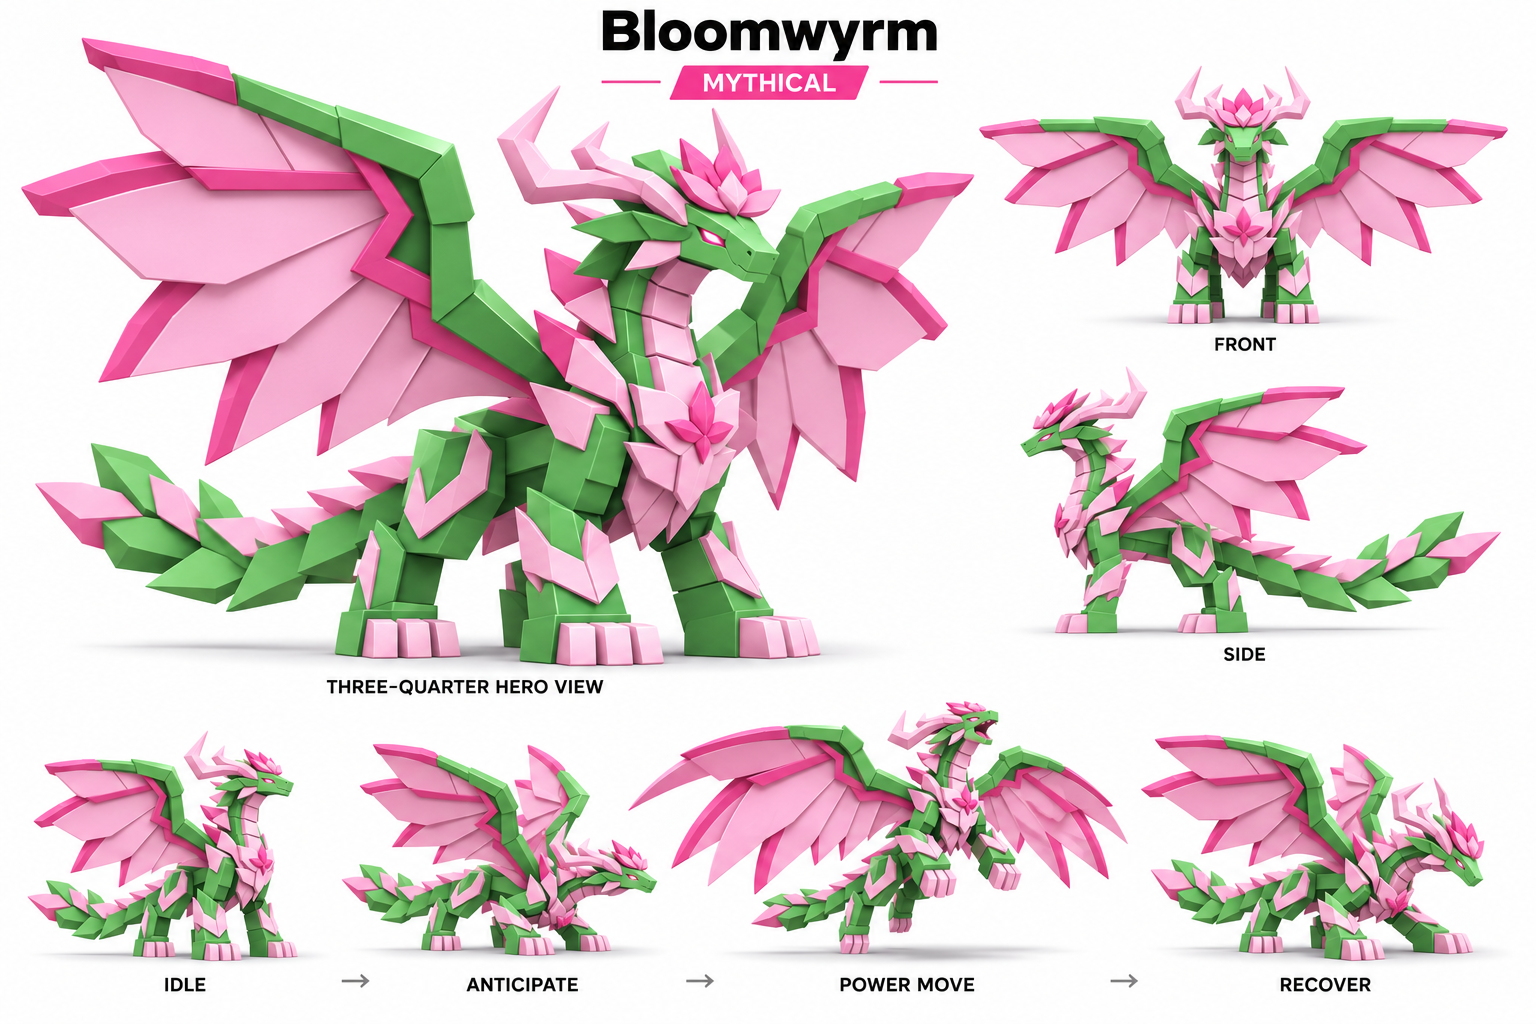 Bloomwyrm
MYTHICAL
FRONT
SIDE
THREE-QUARTER HERO VIEW
IDLE
ANTICIPATE
POWER MOVE
RECOVER